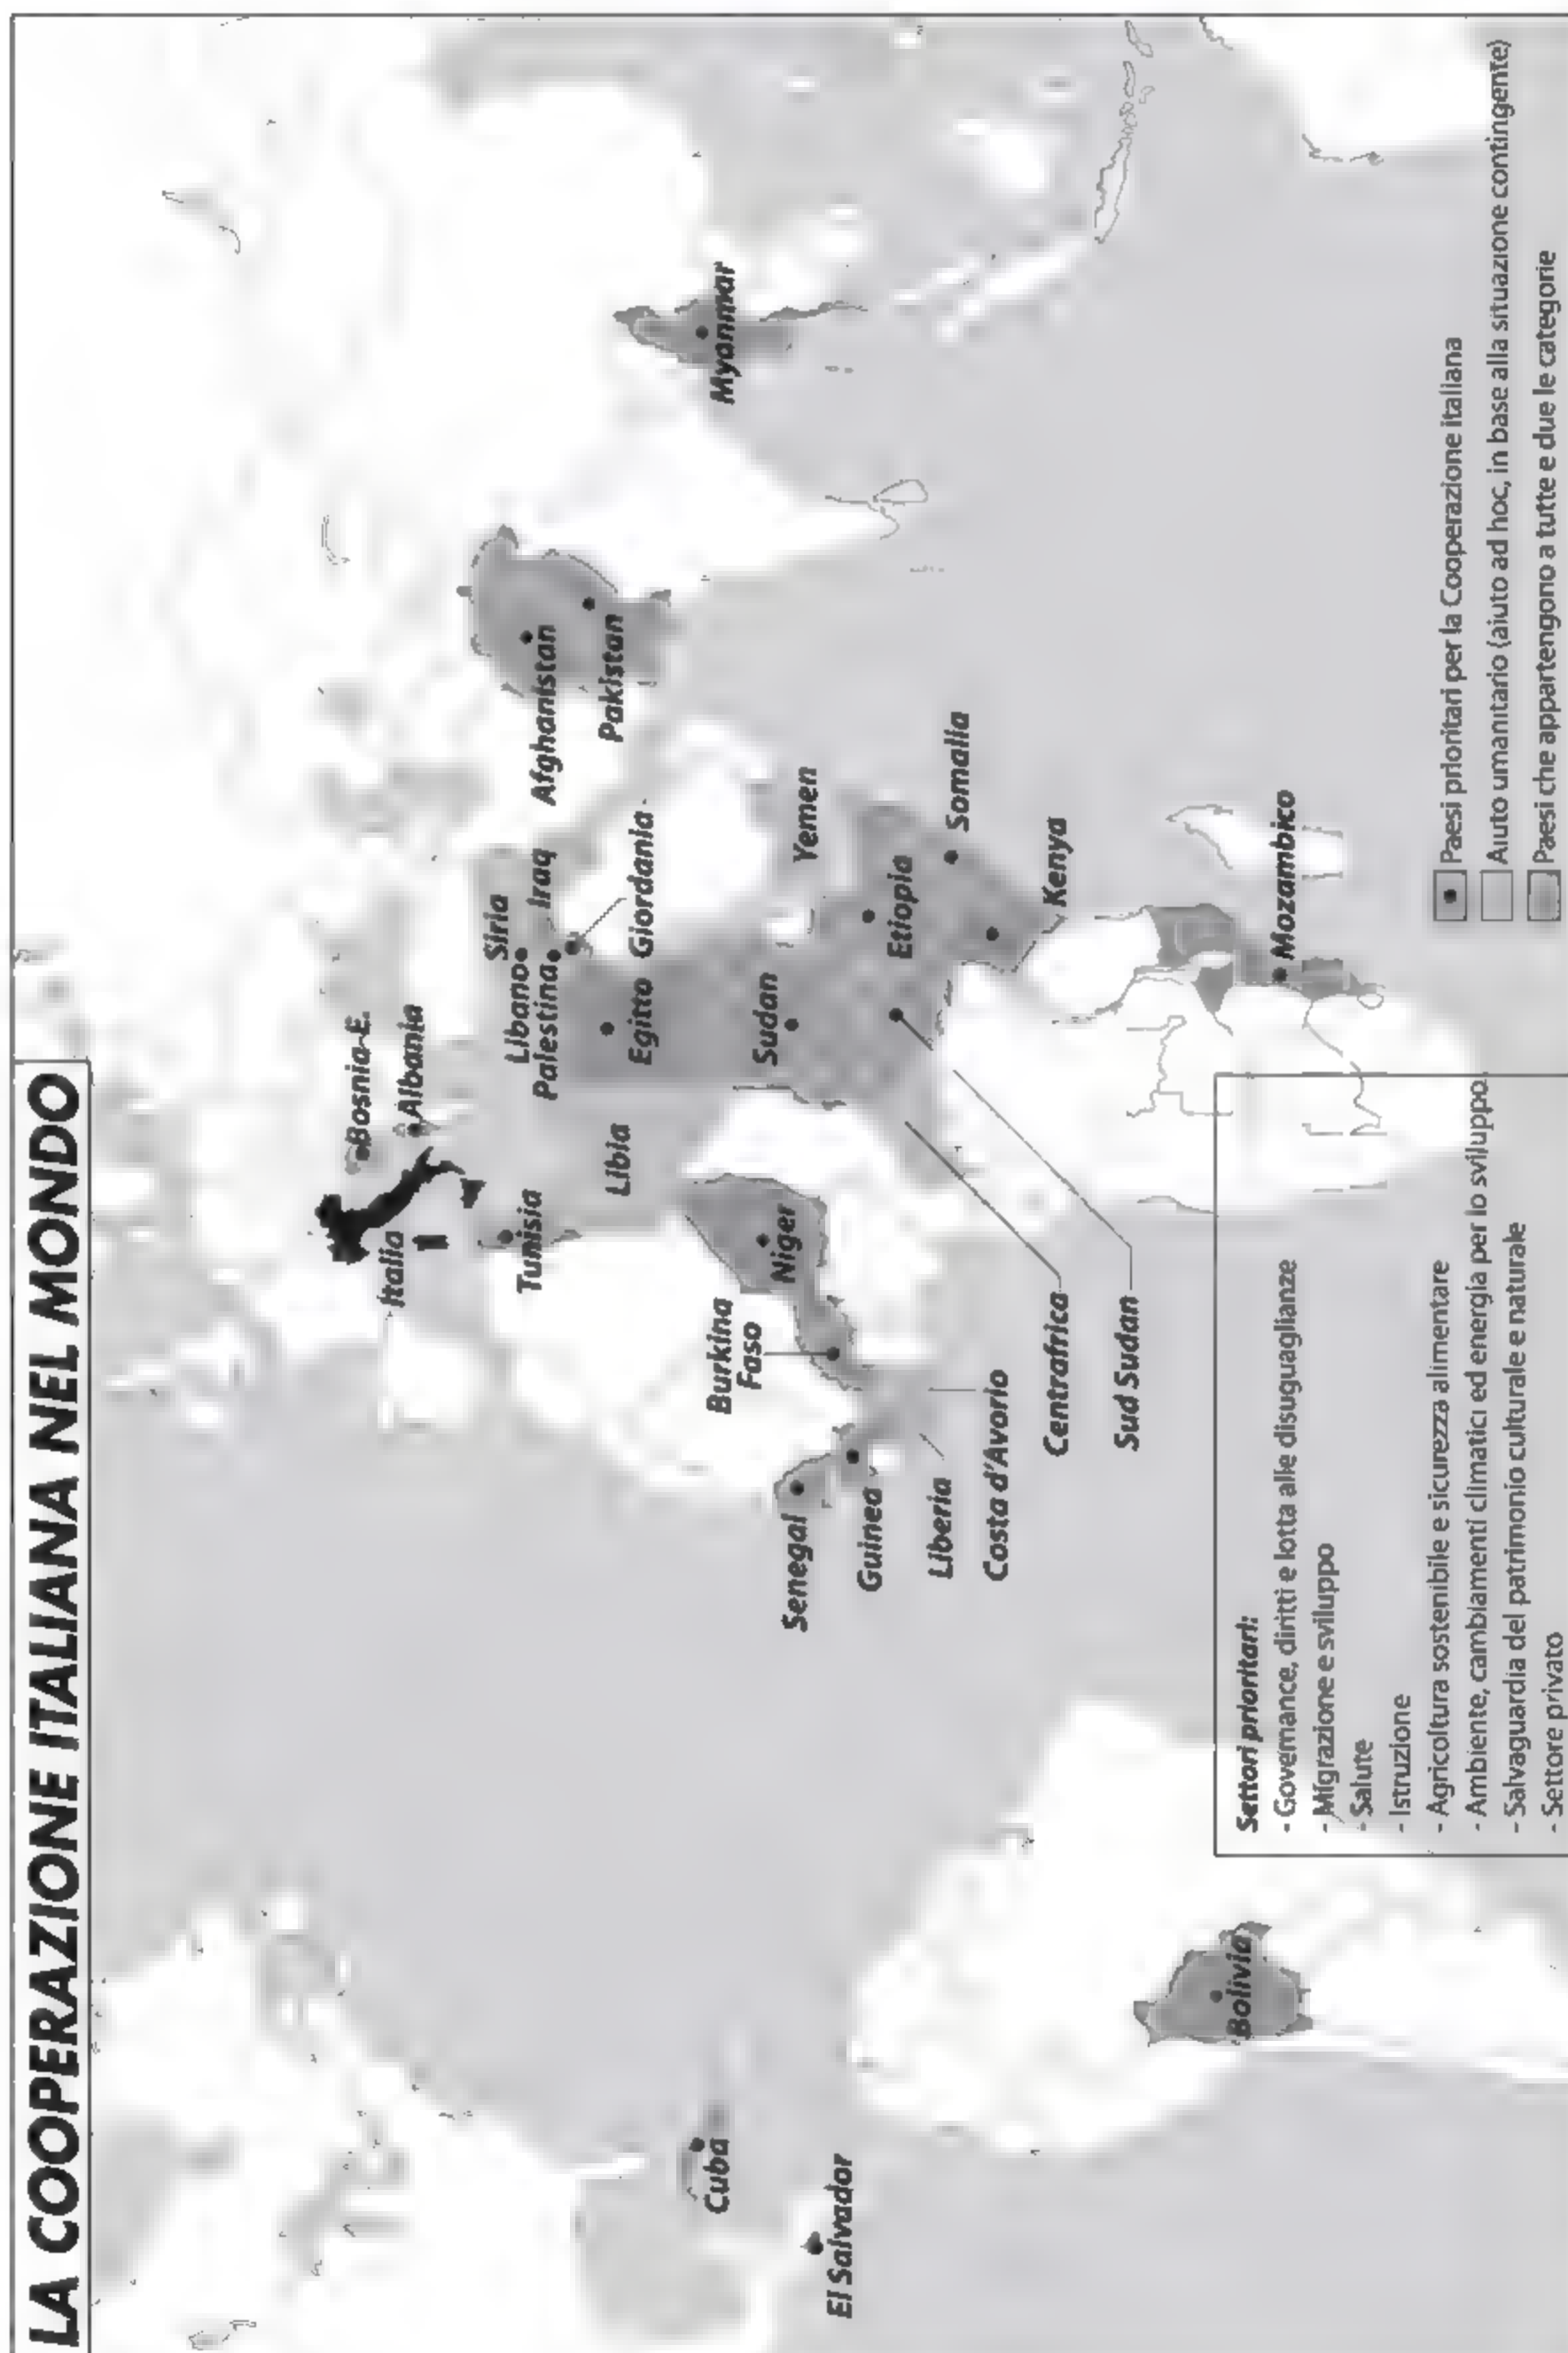 LA COOPERAZIONE ITALIANA NEL MONDO
Bosnia-E.
Albania
Italia
Siria
Libano
Palestina
Iraq
Giordania
Afghanistan
Pakistan
Tunisia
Libia
Egitto
Myanmar
Cuba
El Salvador
Burkina
Faso
Niger
Sudan
Yemen
Senegal
Guinea
Etiopia
Somalia
Liberia
Costa d'Avorio
Centrafrica
Kenya
Sud Sudan
Bolivia
Mozambico
Settori prioritari:
- Governance, diritti e lotta alle disuguaglianze
- Migrazione e sviluppo
- Salute
- Istruzione
- Agricoltura sostenibile e sicurezza alimentare
- Ambiente, cambiamenti climatici ed energia per lo sviluppo
- Salvaguardia del patrimonio culturale e naturale
- Settore privato
Paesi prioritari per la Cooperazione italiana
Aiuto umanitario (aiuto ad hoc, in base alla situazione contingente)
Paesi che appartengono a tutte e due le categorie